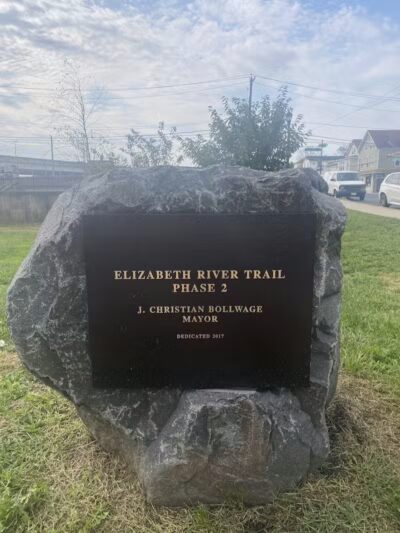 ELIZABETH RIVER TRAIL
PHASE 2
J. CHRISTIAN BOLLWAGE
MAYOR
DEDICATED 2017